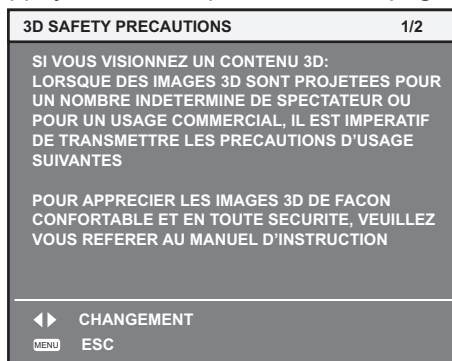 3D SAFETY PRECAUTIONS 1/2
SI VOUS VISIONNEZ UN CONTENU 3D:
LORSQUE DES IMAGES 3D SONT PROJETEES POUR
UN NOMBRE INDETERMINE DE SPECTATEUR OU
POUR UN USAGE COMMERCIAL, IL EST IMPERATIF
DE TRANSMETTRE LES PRECAUTIONS D'USAGE
SUIVANTES
POUR APPRECIER LES IMAGES 3D DE FACON
CONFORTABLE ET EN TOUTE SECURITE, VEUILLEZ
VOUS REFERER AU MANUEL D'INSTRUCTION
CHANGEMENT
MENU ESC